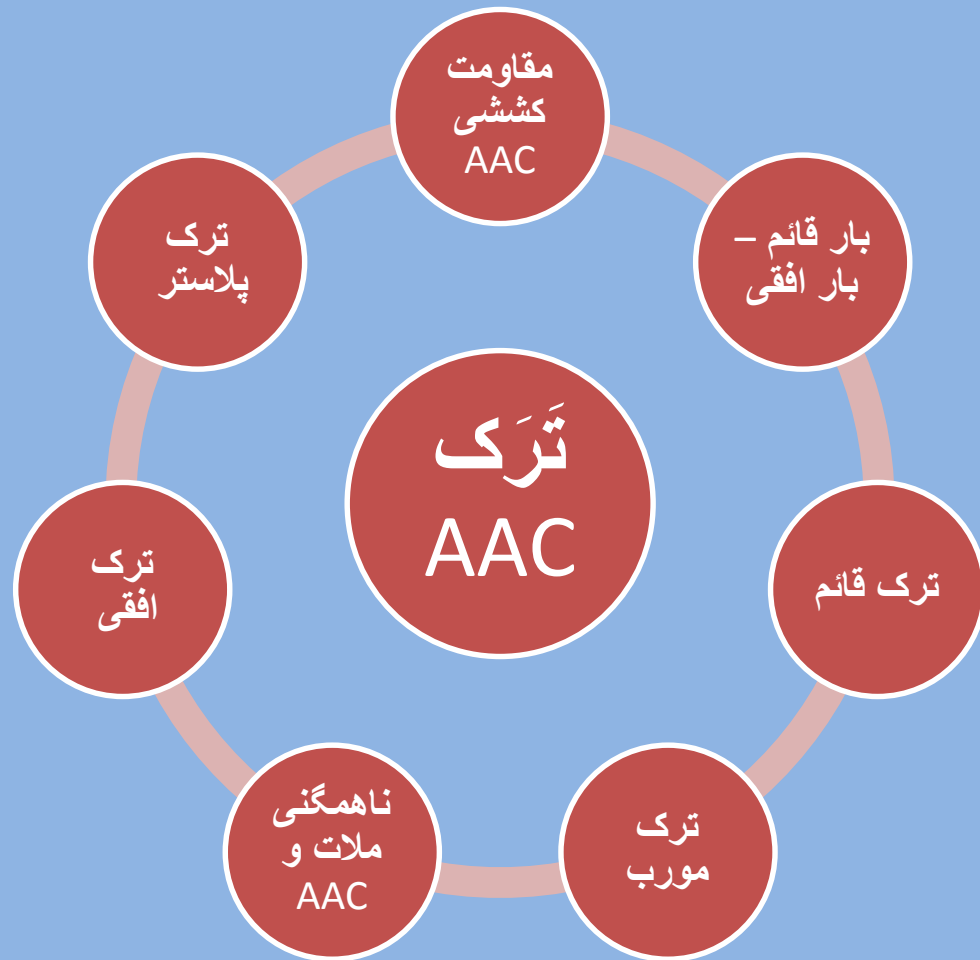 مقاومت
کششی
AAC
بار قائم –
بار افقی
ترک قائم
ترک
مورب
ناهمگنی
ملات و
AAC
ترک
افقی
ترک
پلاستر
تَرَک
AAC